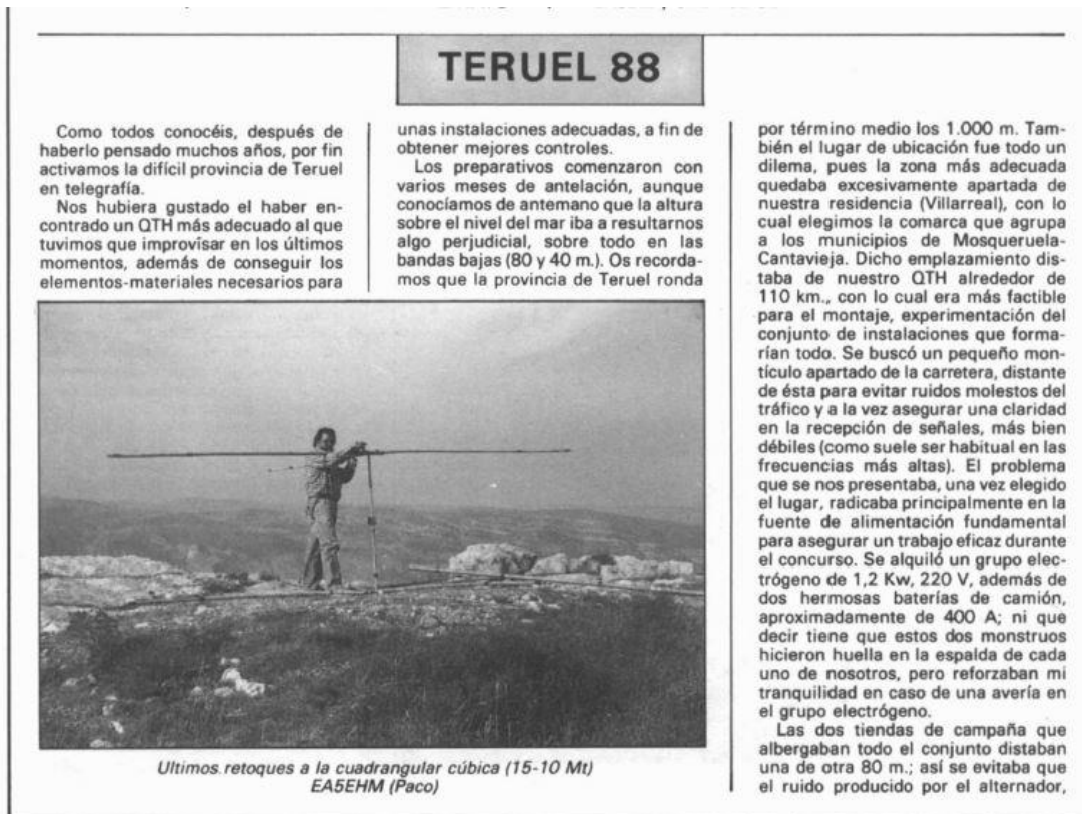 TERUEL 88
Como todos conocéis, después de
haberlo pensado muchos años, por fin
activamos la difícil provincia de Teruel
en telegrafía.
Nos hubiera gustado el haber en-
contrado un QTH más adecuado al que
tuvimos que improvisar en los últimos
momentos, además de conseguir los
elementos-materiales necesarios para
unas instalaciones adecuadas, a fin de
obtener mejores controles.
Los preparativos comenzaron con
varios meses de antelación, aunque
conocíamos de antemano que la altura
sobre el nivel del mar iba a resultarnos
algo perjudicial, sobre todo en las
bandas bajas (80 y 40 m.). Os recorda-
mos que la provincia de Teruel ronda
por término medio los 1.000 m. Tam-
bién el lugar de ubicación fue todo un
dilema, pues la zona más adecuada
quedaba excesivamente apartada de
nuestra residencia (Villarreal), con lo
cual elegimos la comarca que agrupa
a los municipios de Mosqueruela-
Cantavieja. Dicho emplazamiento dis-
taba de nuestro QTH alrededor de
110 km., con lo cual era más factible
para el montaje, experimentación del
conjunto de instalaciones que forma-
rían todo. Se buscó un pequeño mon-
tículo apartado de la carretera, distante
de ésta para evitar ruidos molestos del
tráfico y a la vez asegurar una claridad
en la recepción de señales, más bien
débiles (como suele ser habitual en las
frecuencias más altas). El problema
que se nos presentaba, una vez elegido
el lugar, radicaba principalmente en la
fuente de alimentación fundamental
para asegurar un trabajo eficaz durante
el concurso. Se alquiló un grupo elec-
trógeno de 1,2 Kw, 220 V, además de
dos hermosas baterías de camión,
aproximadamente de 400 A; ni que
decir tiene que estos dos monstruos
hicieron huella en la espalda de cada
uno de nosotros, pero reforzaban mi
tranquilidad en caso de una avería en
el grupo electrógeno.
Las dos tiendas de campaña que
albergaban todo el conjunto distaban
una de otra 80 m.; así se evitaba que
el ruido producido por el alternador,
Ultimos retoques a la cuadrangular cúbica (15-10 Mt)
EA5EHM (Paco)